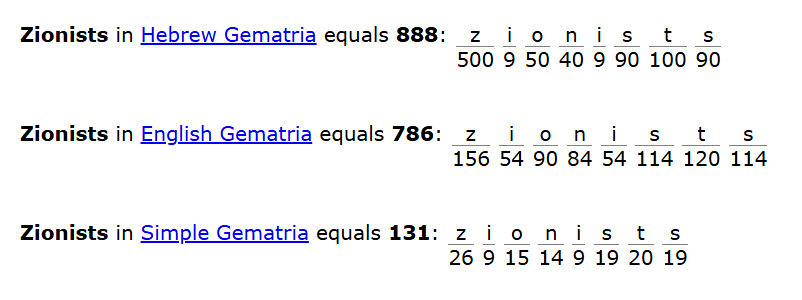 Zionists in Hebrew Gematria equals 888: z i o n i s t s
500 9 50 40 9 90 100 90
Zionists in English Gematria equals 786: z i o n i s t s
156 54 90 84 54 114 120 114
Zionists in Simple Gematria equals 131: z i o n i s t s
26 9 15 14 9 19 20 19